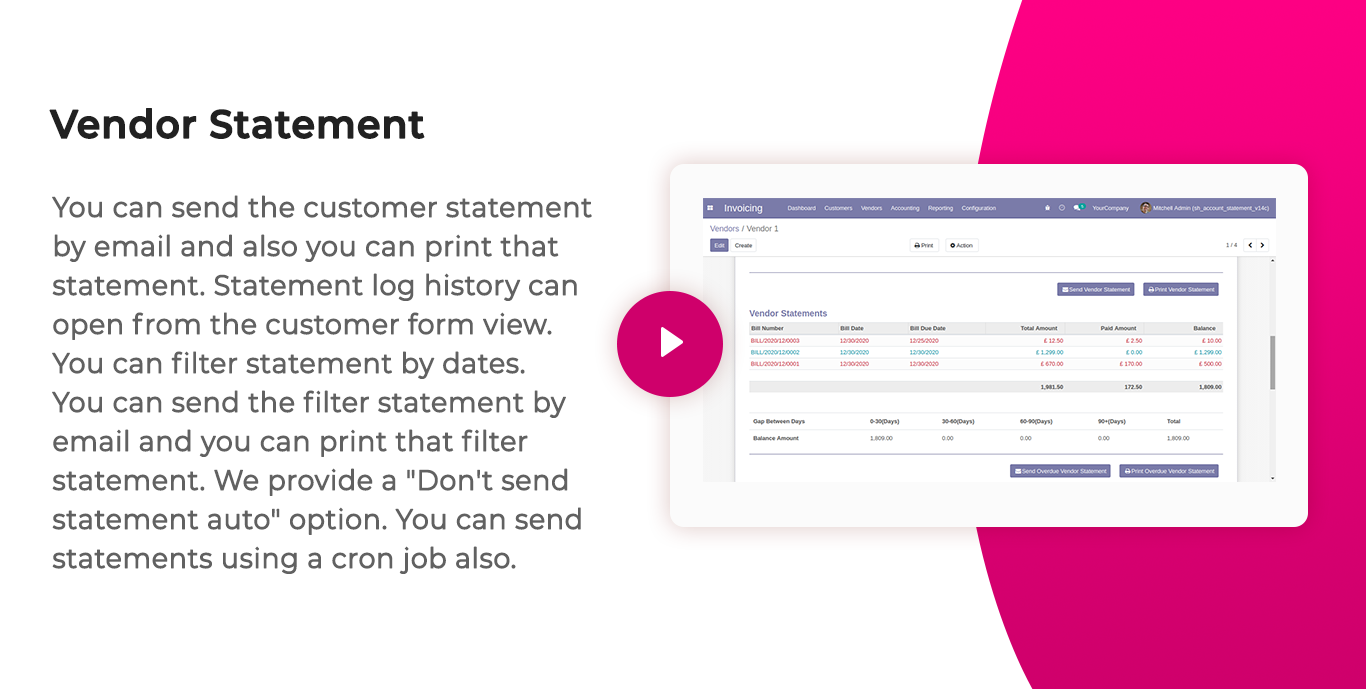 Vendor Statement
You can send the customer statement
by email and also you can print that
statement. Statement log history can
open from the customer form view.
You can filter statement by dates.
You can send the filter statement by
email and you can print that filter
statement. We provide a "Don't send
statement auto" option. You can send
statements using a cron job also.
Invoicing Dashboard Customers Vendors Accounting Reporting Configuration YourCompany Mitchell Admin (sh_account_statement_v14c)
Vendors / Vendor 1
Edit Create Print Action 1 / 4
Send Vendor Statement Print Vendor Statement
Vendor Statements
Bill Number Bill Date Bill Due Date Total Amount Paid Amount Balance
BILL/2020/12/0003 12/30/2020 12/25/2020 £ 12.50 £ 2.50 £ 10.00
BILL/2020/12/0002 12/30/2020 12/30/2020 £ 1,299.00 £ 0.00 £ 1,299.00
BILL/2020/12/0001 12/30/2020 12/30/2020 £ 670.00 £ 170.00 £ 500.00
1,981.50 172.50 1,809.00
Gap Between Days 0-30(Days) 30-60(Days) 60-90(Days) 90+(Days) Total
Balance Amount 1,809.00 0.00 0.00 0.00 1,809.00
Send Overdue Vendor Statement Print Overdue Vendor Statement